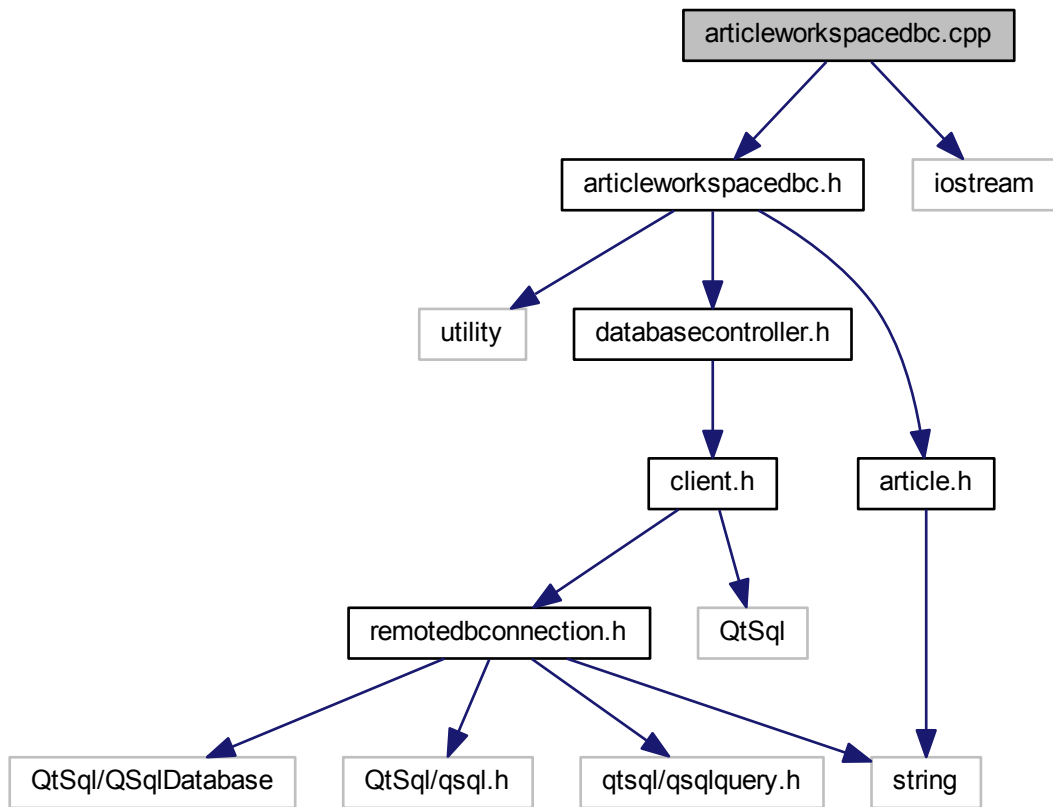 articleworkspacedbc.cpp
articleworkspacedbc.h
iostream
utility
databasecontroller.h
client.h
article.h
remotedbconnection.h
QtSql
QtSql/QSqlDatabase
QtSql/qsql.h
qtsql/qsqlquery.h
string